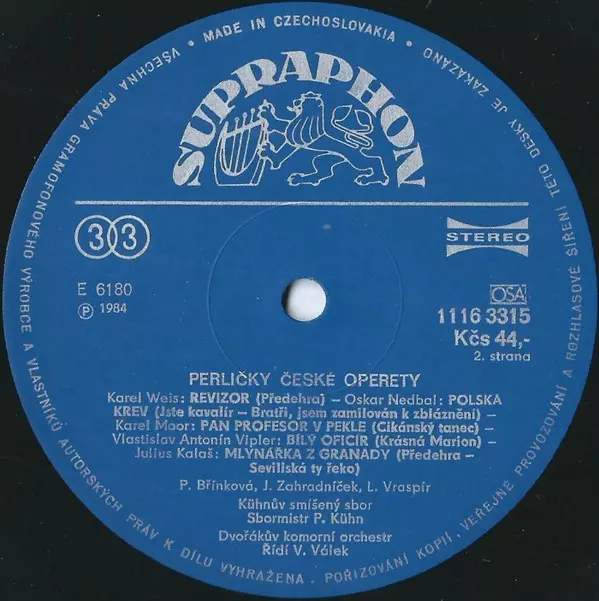 VŠECHNA PRÁVA GRAMOFONOVÉHO VÝROBCE A VLASTNÍKŮ AUTORSKÝCH PRÁV K DÍLU VYHRAŽENA. POŘIZOVÁNÍ KOPIÍ, VEŘEJNÉ PROVOZOVÁNÍ A ROZHLASOVÉ ŠÍŘENÍ TÉTO DESKY JE ZAKÁZÁNO • MADE IN CZECHOSLOVAKIA •
SUPRAPHON
33
STEREO
E 6180
Ⓟ 1984
OSA
1116 3315
Kčs 44,-
2. strana
PERLIČKY ČESKÉ OPERETY
Karel Weis: REVIZOR (Předehra) - Oskar Nedbal: POLSKÁ
KREV (Jste kavalír - Bratři, jsem zamilován k zbláznění) -
Karel Moor: PAN PROFESOR V PEKLE (Cikánský tanec) -
Vlastislav Antonín Vipler: BÍLÝ OFICÍR (Krásná Marion) -
Julius Kalaš: MLYNÁŘKA Z GRANADY (Předehra -
Sevillská ty řeko)
P. Břínková, J. Zahradníček, L. Vraspír
Kühnův smíšený sbor
Sbormistr P. Kühn
Dvořákův komorní orchestr
Řídí V. Válek